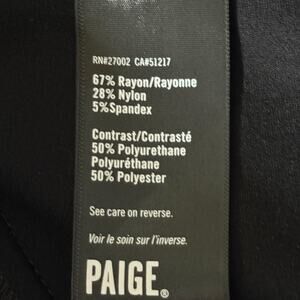 RN#27002 CA#51217
67% Rayon/Rayonne
28% Nylon
5%Spandex
Contrast/Contrasté
50% Polyurethane
Polyuréthane
50% Polyester
See care on reverse.
Voir le soin sur l'inverse.
PAIGE®